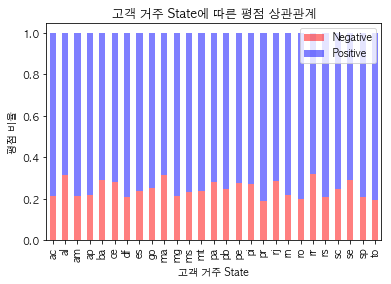 고객 거주 State에 따른 평점 상관관계
Negative
Positive
평점 비율
1.0
0.8
0.6
0.4
0.2
0.0
ac al am ap ba ce df es go ma mg ms mt pa pb pe pi pr rj rn ro rr rs sc se sp to
고객 거주 State